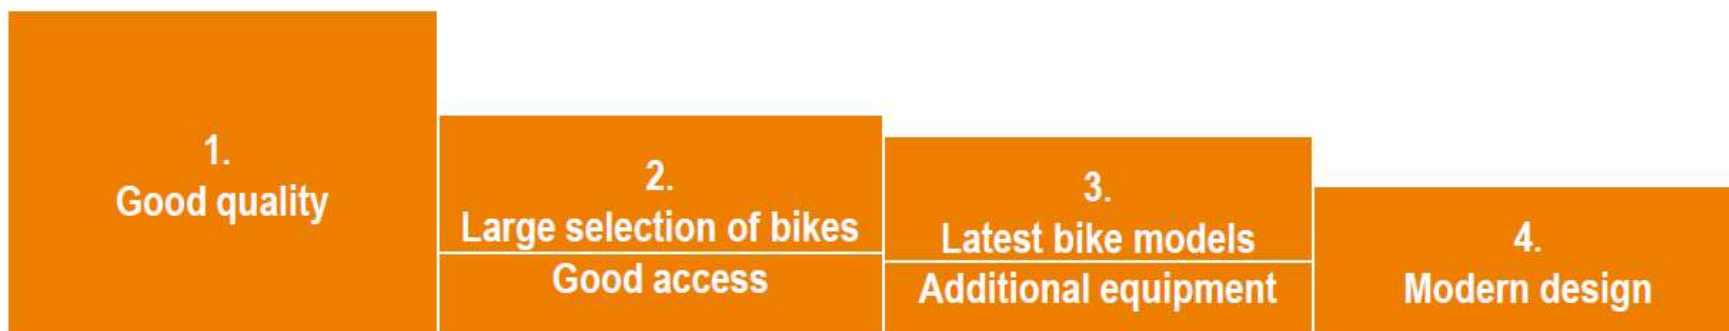 1.
Good quality
2.
Large selection of bikes
Good access
3.
Latest bike models
Additional equipment
4.
Modern design